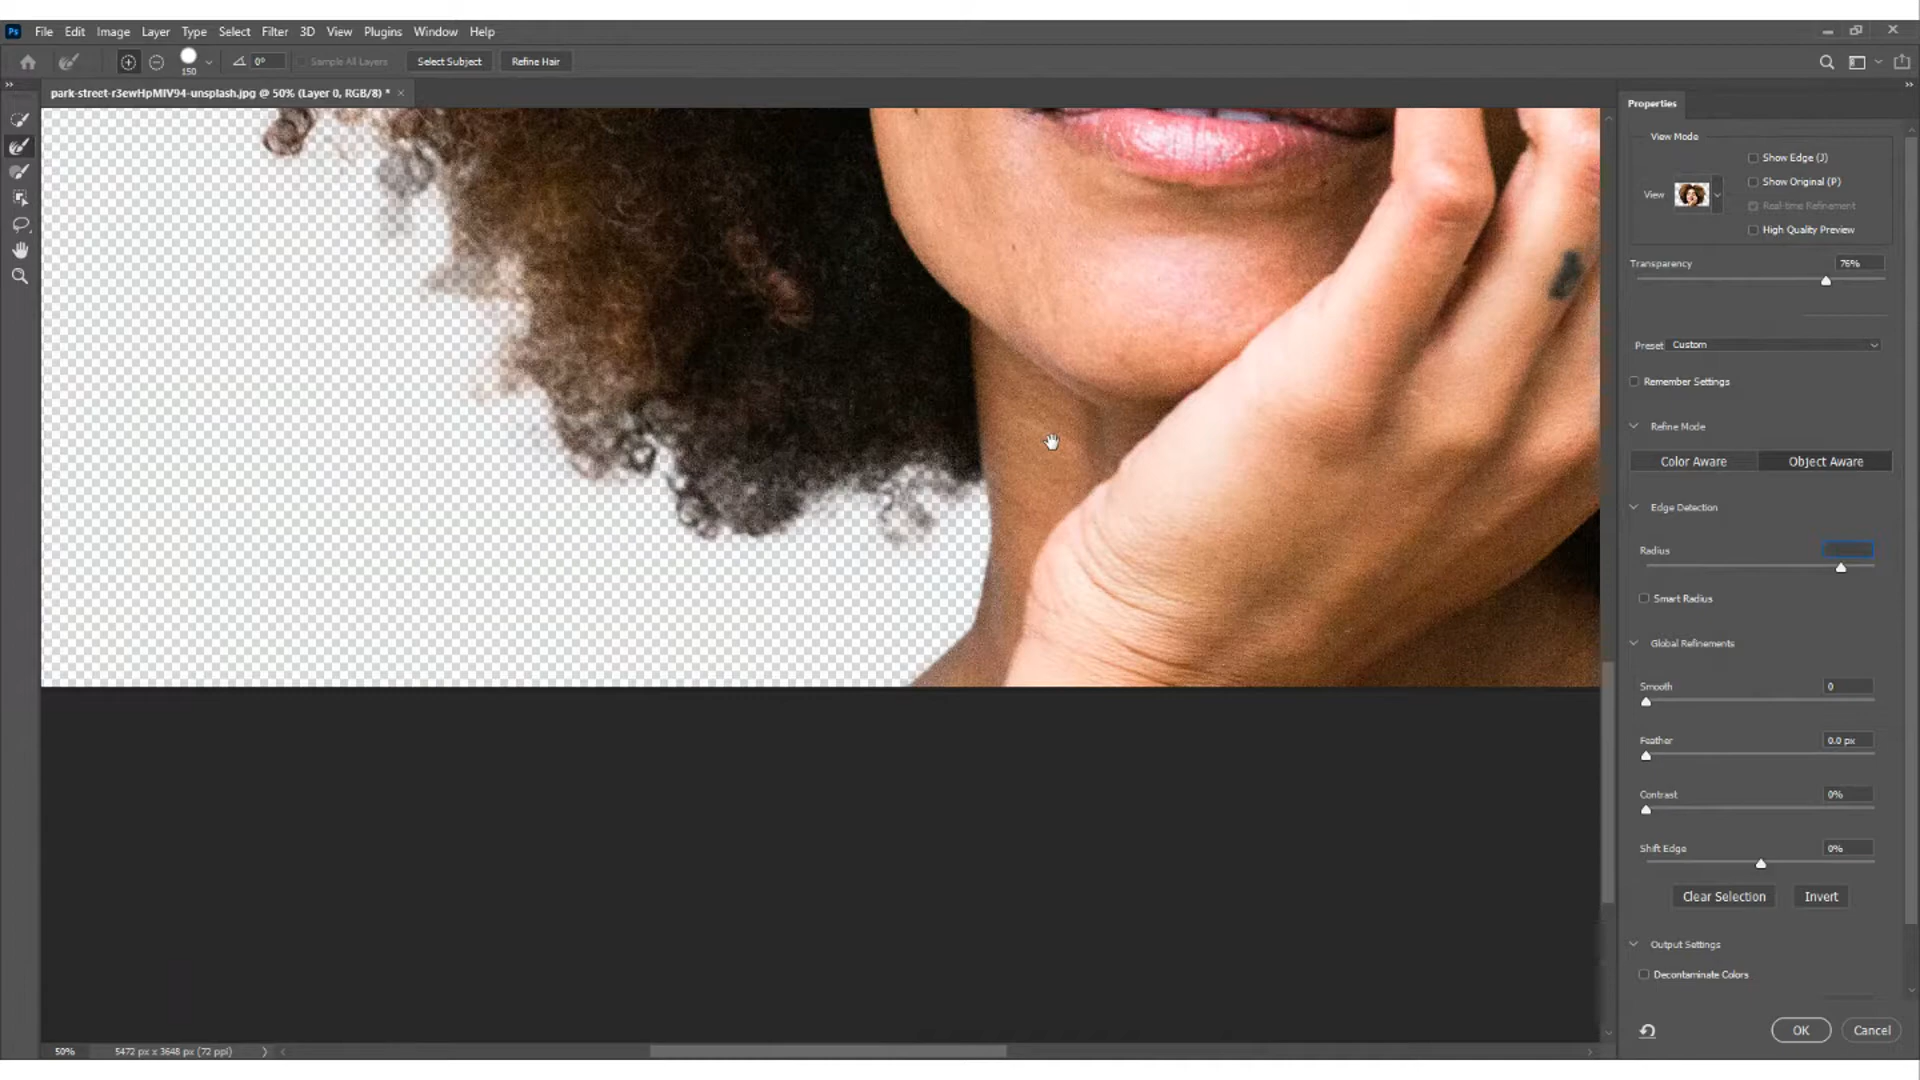 Ps File Edit Image Layer Type Select Filter 3D View Plugins Window Help
150 0° Sample All Layers Select Subject Refine Hair
park-street-r3ewHpMIV94-unsplash.jpg @ 50% (Layer 0, RGB/8) * ×
Properties
View Mode
Show Edge (J)
View
Show Original (P)
Real-time Refinement
High Quality Preview
Transparency 76%
Preset Custom
Remember Settings
Refine Mode
Color Aware Object Aware
Edge Detection
Radius
Smart Radius
Global Refinements
Smooth 0
Feather 0.0 px
Contrast 0%
Shift Edge 0%
Clear Selection Invert
Output Settings
Decontaminate Colors
OK Cancel
50% 5472 px x 3648 px (72 ppi)